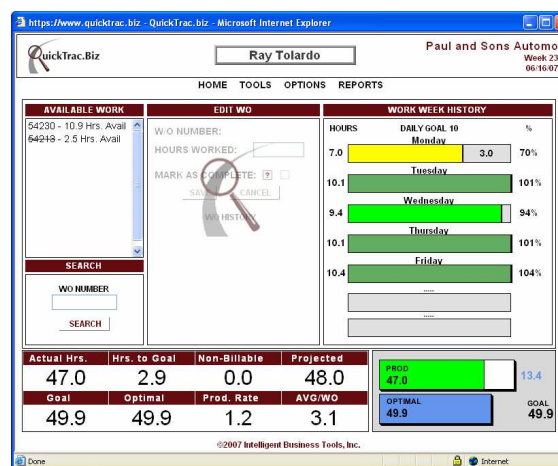 https://www.quicktrac.biz - QuickTrac.biz - Microsoft Internet Explorer
QuickTrac.Biz
Ray Tolardo
Paul and Sons Automo
Week 23
06/16/07
HOME TOOLS OPTIONS REPORTS
AVAILABLE WORK
54230 - 10.9 Hrs. Avail
54213 - 2.5 Hrs. Avail
SEARCH
WO NUMBER
SEARCH
EDIT WO
W/O NUMBER:
HOURS WORKED:
MARK AS COMPLETE: ?
SAVE CANCEL
WO HISTORY
WORK WEEK HISTORY
HOURS DAILY GOAL 10 %
Monday
7.0 3.0 70%
Tuesday
10.1 101%
Wednesday
9.4 94%
Thursday
10.1 101%
Friday
10.4 104%
.....
.....
Actual Hrs. Hrs. to Goal Non-Billable Projected
47.0 2.9 0.0 48.0
Goal Optimal Prod. Rate AVG/WO
49.9 49.9 1.2 3.1
PROD
47.0 13.4
OPTIMAL
49.9
GOAL
49.9
©2007 Intelligent Business Tools, Inc.
Done Internet